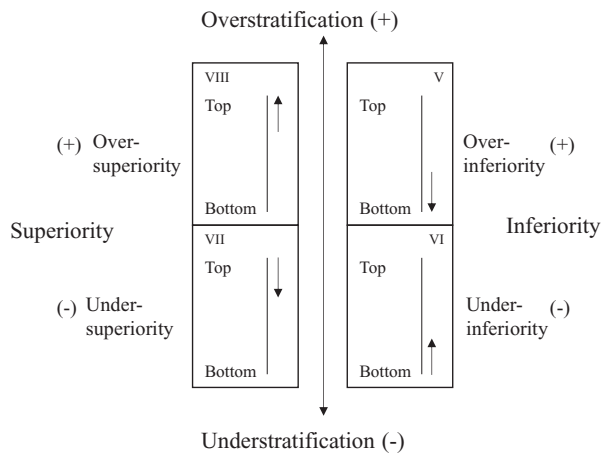 Overstratification (+)
VIII
V
Top
Top
(+) Over-
superiority
Over- (+)
inferiority
Bottom
Bottom
Superiority
Inferiority
VII
VI
Top
Top
(-) Under-
superiority
Under- (-)
inferiority
Bottom
Bottom
Understratification (-)